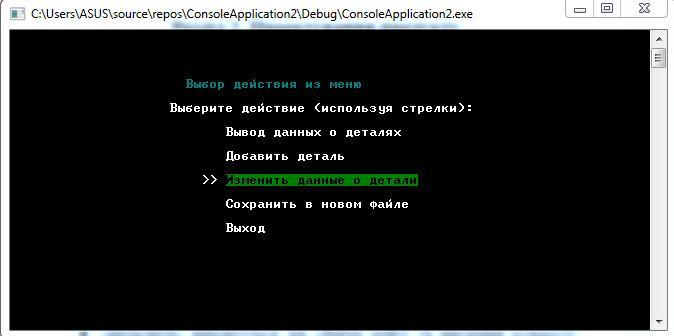 C:\Users\ASUS\source\repos\ConsoleApplication2\Debug\ConsoleApplication2.exe
Выбор действия из меню
Выберите действие (используя стрелки):
Вывод данных о деталях
Добавить деталь
>> Изменить данные о детали
Сохранить в новом файле
Выход